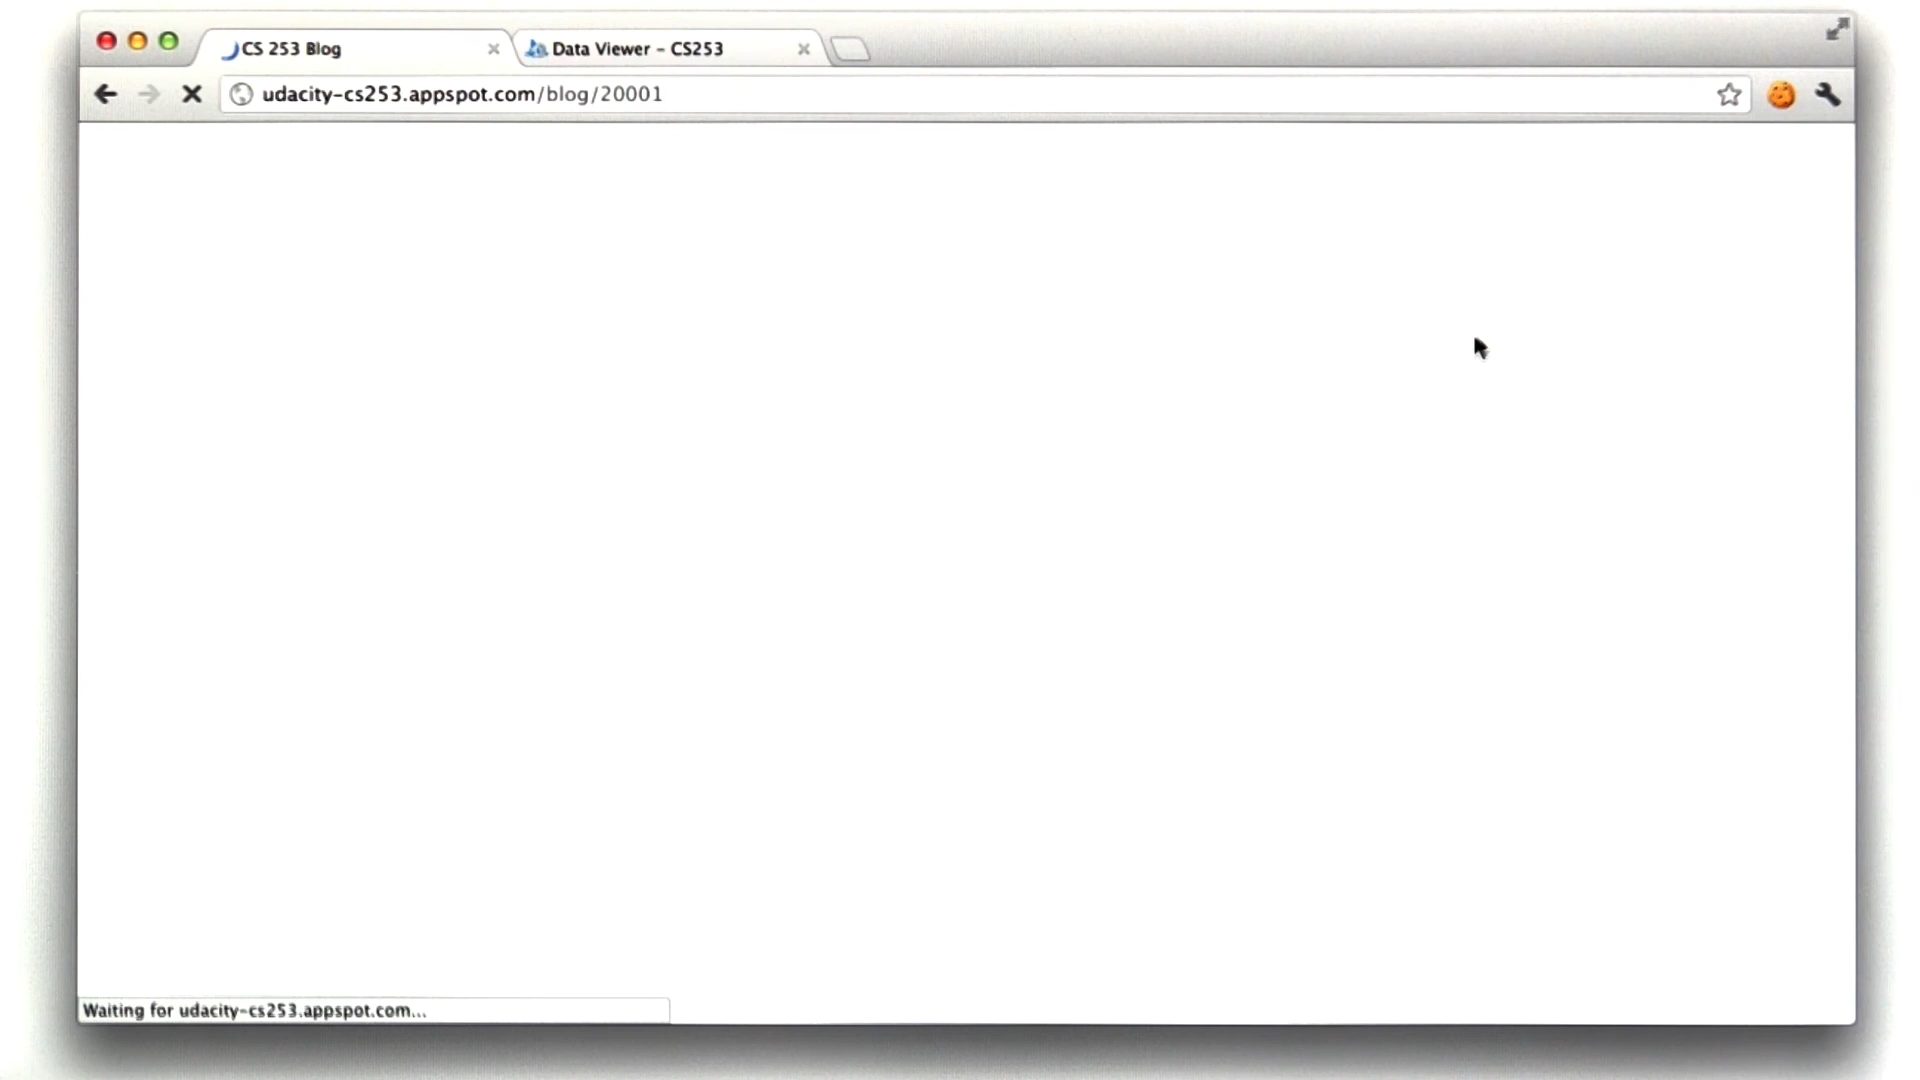 CS 253 Blog
Data Viewer - CS253
udacity-cs253.appspot.com/blog/20001
Waiting for udacity-cs253.appspot.com...